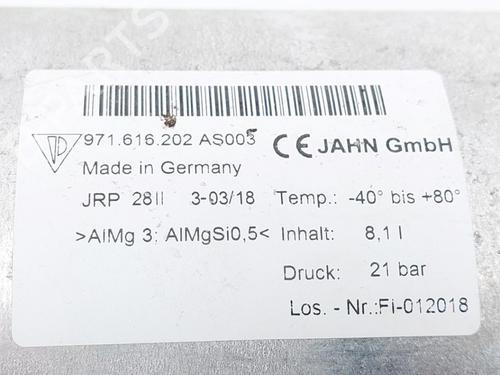 971.616.202 AS003 CE JAHN GmbH
Made in Germany
JRP 28II 3-03/18 Temp.: -40° bis +80°
>AlMg 3; AlMgSi0,5< Inhalt: 8,1 l
Druck: 21 bar
Los. - Nr.:Fi-012018